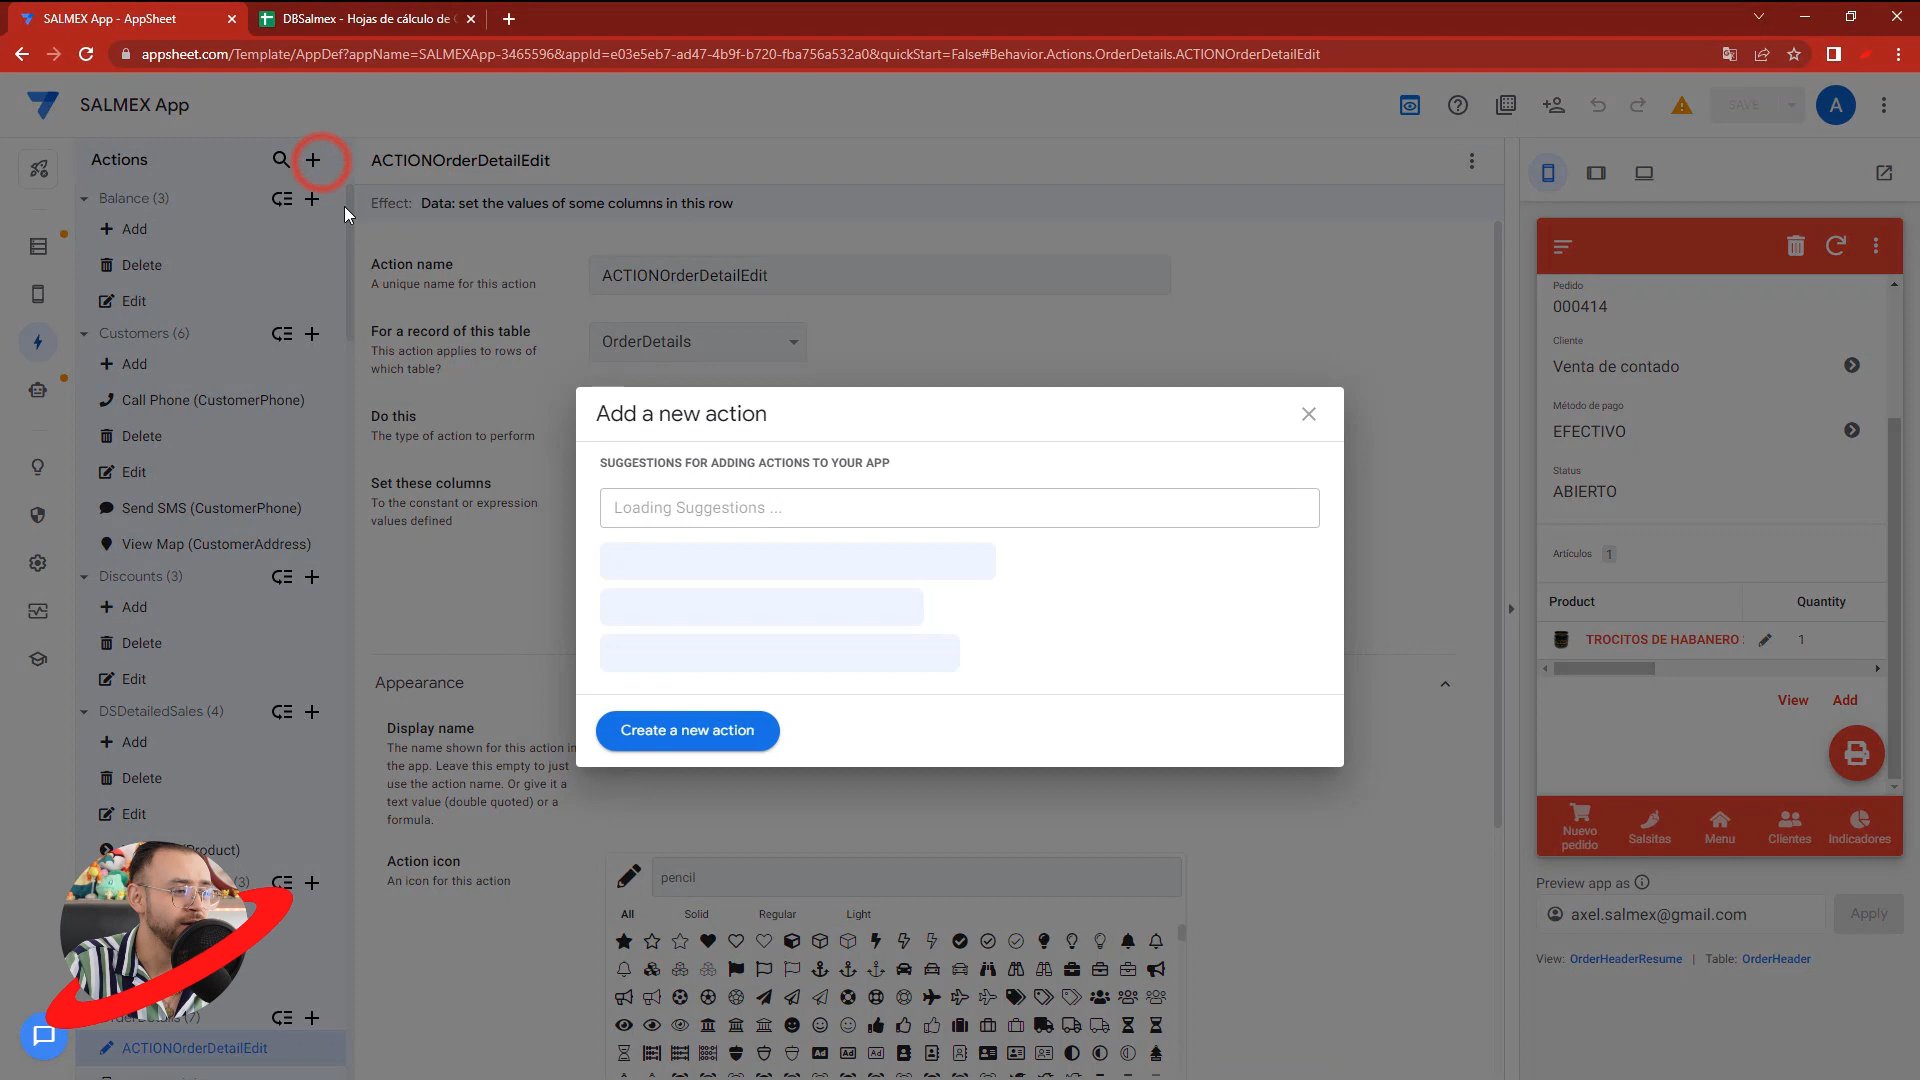 SALMEX App - AppSheet
DBSalmex - Hojas de cálculo de
appsheet.com/Template/AppDef?appName=SALMEXApp-3465596&appId=e03e5eb7-ad47-4b9f-b720-fba756a532a0&quickStart=False#Behavior.Actions.OrderDetails.ACTIONOrderDetailEdit
SALMEX App
SAVE
A
Actions
Balance (3)
Add
Delete
Edit
Customers (6)
Add
Call Phone (CustomerPhone)
Delete
Edit
Send SMS (CustomerPhone)
View Map (CustomerAddress)
Discounts (3)
Add
Delete
Edit
DSDetailedSales (4)
Add
Delete
Edit
Product)
(3)
(7)
ACTIONOrderDetailEdit
ACTIONOrderDetailEdit
Effect: Data: set the values of some columns in this row
Action name
A unique name for this action
ACTIONOrderDetailEdit
For a record of this table
This action applies to rows of
which table?
OrderDetails
Do this
The type of action to perform
Set these columns
To the constant or expression
values defined
Appearance
Display name
The name shown for this action in
the app. Leave this empty to just
use the action name. Or give it a
text value (double quoted) or a
formula.
Action icon
An icon for this action
pencil
All Solid Regular Light
Ad Ad Ad
Add a new action
SUGGESTIONS FOR ADDING ACTIONS TO YOUR APP
Loading Suggestions ...
Create a new action
Pedido
000414
Cliente
Venta de contado
Método de pago
EFECTIVO
Status
ABIERTO
Artículos 1
Product Quantity
TROCITOS DE HABANERO 1
View Add
Nuevo
pedido
Salsitas
Menu
Clientes
Indicadores
Preview app as
axel.salmex@gmail.com
Apply
View: OrderHeaderResume | Table: OrderHeader